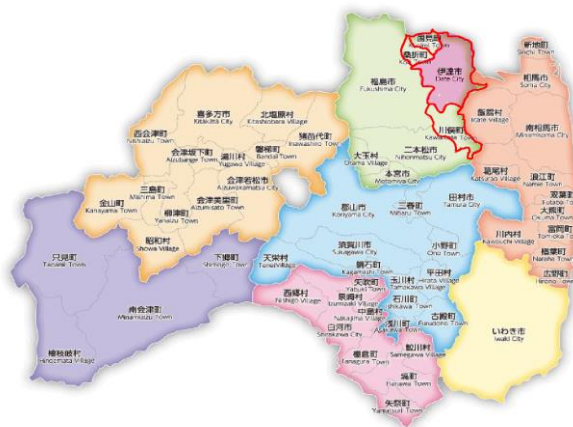 国見町
桑折町
伊達市
Date City
福島市
Fukushima City
川俣町
二本松市
Nihonmatsu City
大玉村
Otama Village
本宮市
Motomiya City
新地町
Shinchi Town
相馬市
Soma City
飯舘村
Iitate Village
南相馬市
Minamisoma City
葛尾村
Katsurao Village
浪江町
Namie Town
双葉町
Futaba Town
大熊町
Okuma Town
富岡町
Tomioka Town
川内村
Kawauchi Village
楢葉町
Naraha Town
広野町
Hirono Town
喜多方市
Kitakata City
北塩原村
Kitashiobara Village
西会津町
Nishiaizu Town
会津坂下町
Aizubange Town
湯川村
Yugawa Village
磐梯町
Bandai Town
猪苗代町
Inawashiro Town
会津若松市
Aizuwakamatsu City
三島町
Mishima Town
金山町
Kanayama Town
柳津町
Yanaizu Town
会津美里町
Aizumisato Town
昭和村
Showa Village
只見町
Tadami Town
下郷町
Shimogo Town
南会津町
Minamiaizu Town
檜枝岐村
Hinoemata Village
郡山市
Koriyama City
三春町
Miharu Town
田村市
Tamura City
須賀川市
Sukagawa City
小野町
Ono Town
天栄村
Tenei Village
鏡石町
Kagamiishi Town
平田村
Hirata Village
玉川村
Tamakawa Village
石川町
Ishikawa Town
古殿町
Furudono Town
浅川町
Asakawa Town
西郷村
Nishigo Village
矢吹町
Yabuki Town
泉崎村
Izumizaki Village
中島村
Nakajima Village
白河市
Shirakawa City
棚倉町
Tanagura Town
鮫川村
Samegawa Village
塙町
Hanawa Town
矢祭町
Yamatsuri Town
いわき市
Iwaki City